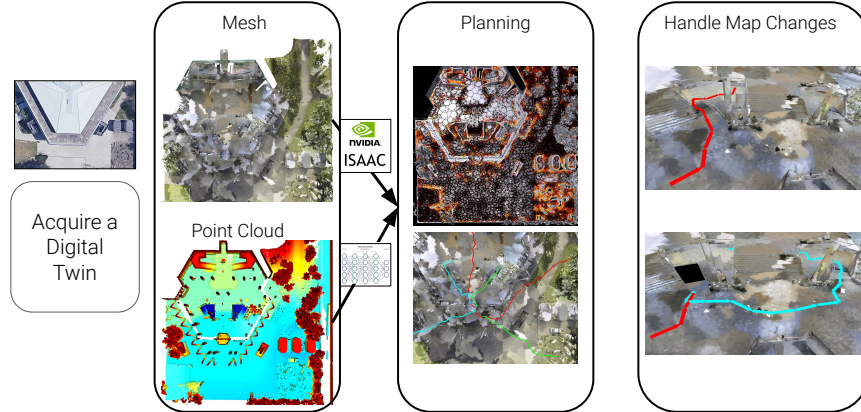 Mesh
Planning
Handle Map Changes
NVIDIA.
ISAAC
Acquire a
Digital
Twin
Point Cloud